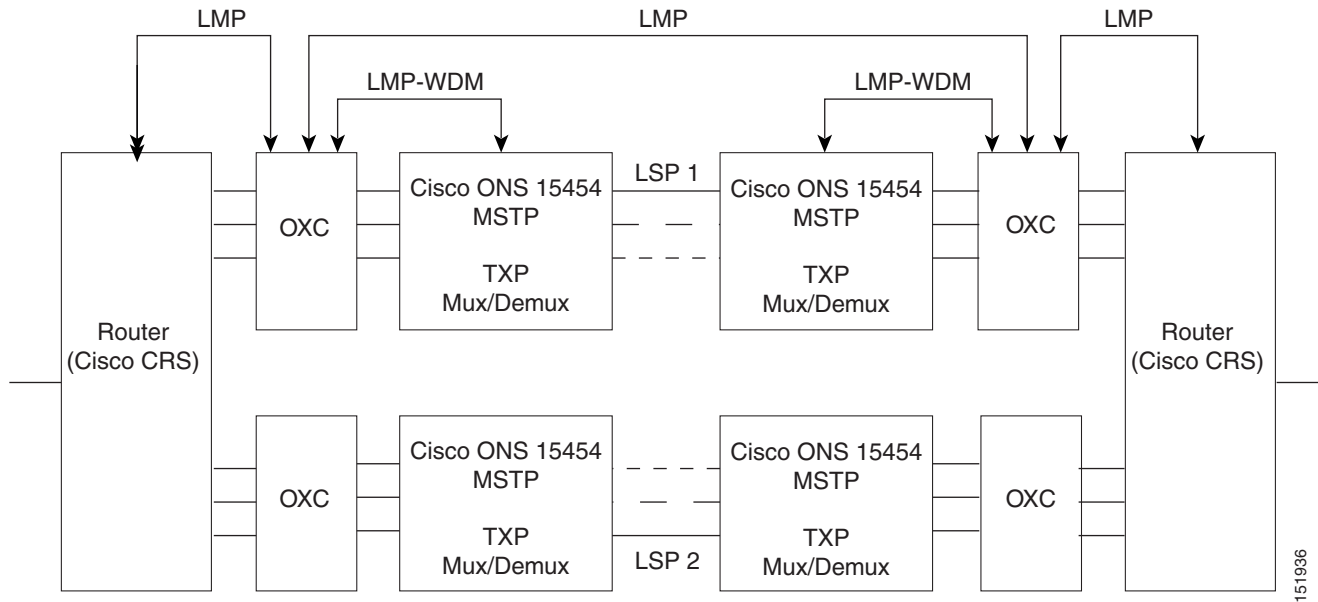 LMP
LMP
LMP
LMP-WDM
LMP-WDM
Router
(Cisco CRS)
OXC
Cisco ONS 15454
MSTP
TXP
Mux/Demux
LSP 1
Cisco ONS 15454
MSTP
TXP
Mux/Demux
OXC
Router
(Cisco CRS)
OXC
Cisco ONS 15454
MSTP
TXP
Mux/Demux
LSP 2
Cisco ONS 15454
MSTP
TXP
Mux/Demux
OXC
151936